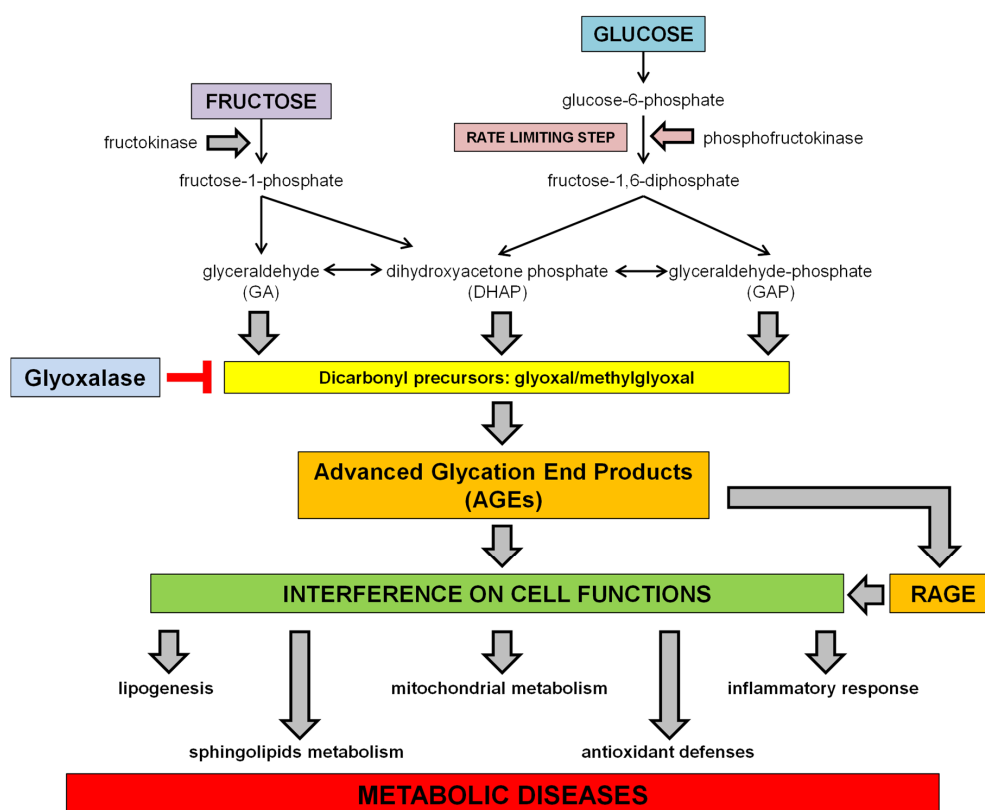 GLUCOSE
glucose-6-phosphate
FRUCTOSE
fructokinase
RATE LIMITING STEP
phosphofructokinase
fructose-1-phosphate
fructose-1,6-diphosphate
glyceraldehyde
(GA)
dihydroxyacetone phosphate
(DHAP)
glyceraldehyde-phosphate
(GAP)
Glyoxalase
Dicarbonyl precursors: glyoxal/methylglyoxal
Advanced Glycation End Products
(AGEs)
INTERFERENCE ON CELL FUNCTIONS
RAGE
lipogenesis
mitochondrial metabolism
inflammatory response
sphingolipids metabolism
antioxidant defenses
METABOLIC DISEASES